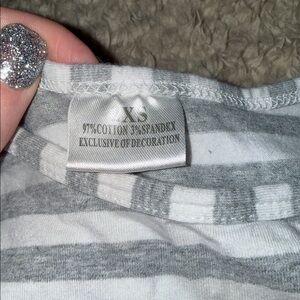 XS
97%COTTON 3%SPANDEX
EXCLUSIVE OF DECORATION